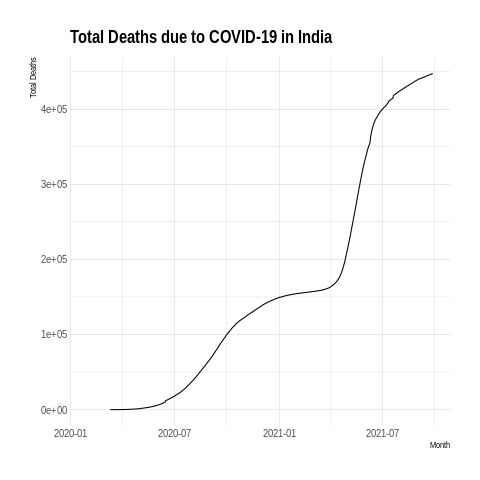 Total Deaths due to COVID-19 in India
Total Deaths
4e+05
3e+05
2e+05
1e+05
0e+00
2020-01 2020-07 2021-01 2021-07
Month